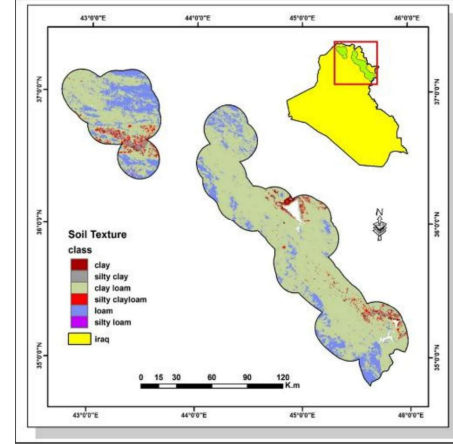 43°0'0"E 44°0'0"E 45°0'0"E 46°0'0"E
37°0'0"N 37°0'0"N
36°0'0"N 36°0'0"N
N
Soil Texture
class
clay
silty clay
clay loam
silty clayloam
loam
silty loam
iraq
35°0'0"N 35°0'0"N
0 15 30 60 90 120
K.m
43°0'0"E 44°0'0"E 45°0'0"E 46°0'0"E